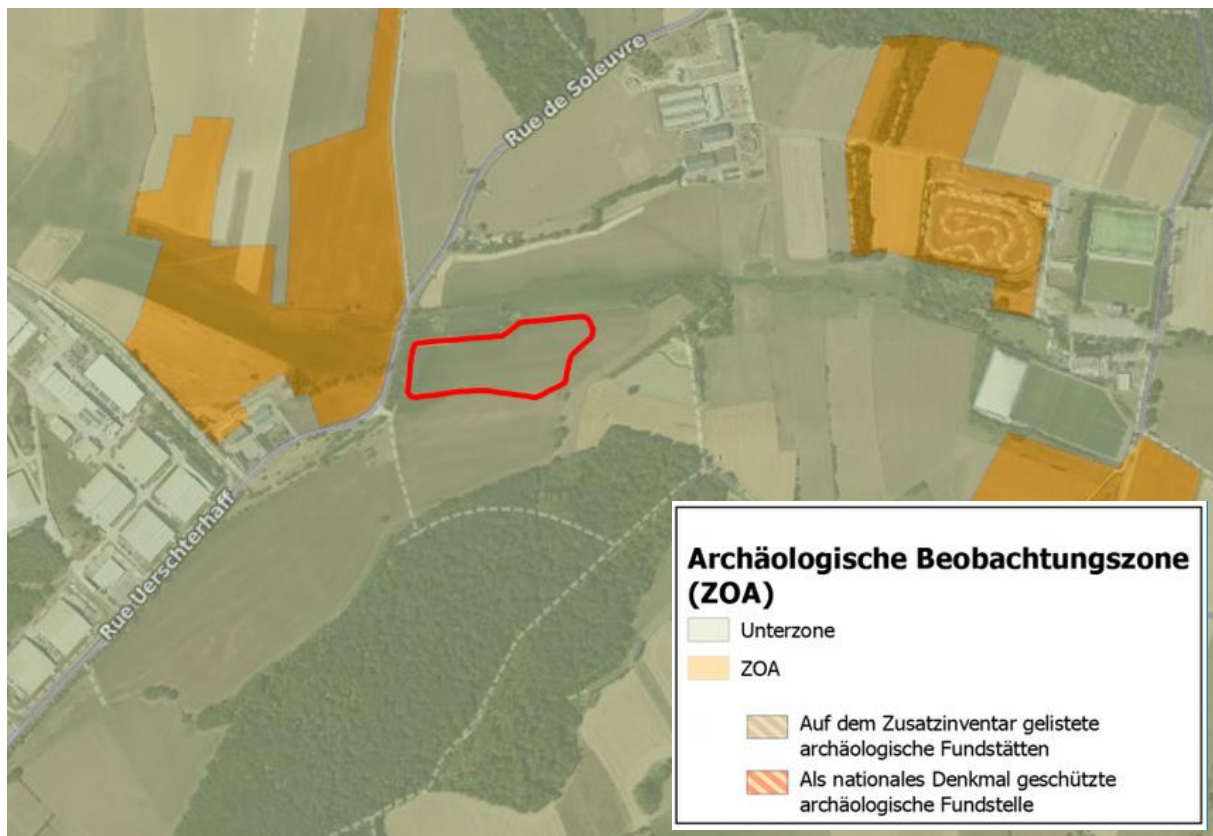 Rue de Soleuvre
Rue Uerschterhaff
Archäologische Beobachtungszone
(ZOA)
Unterzone
ZOA
Auf dem Zusatzinventar gelistete
archäologische Fundstätten
Als nationales Denkmal geschützte
archäologische Fundstelle